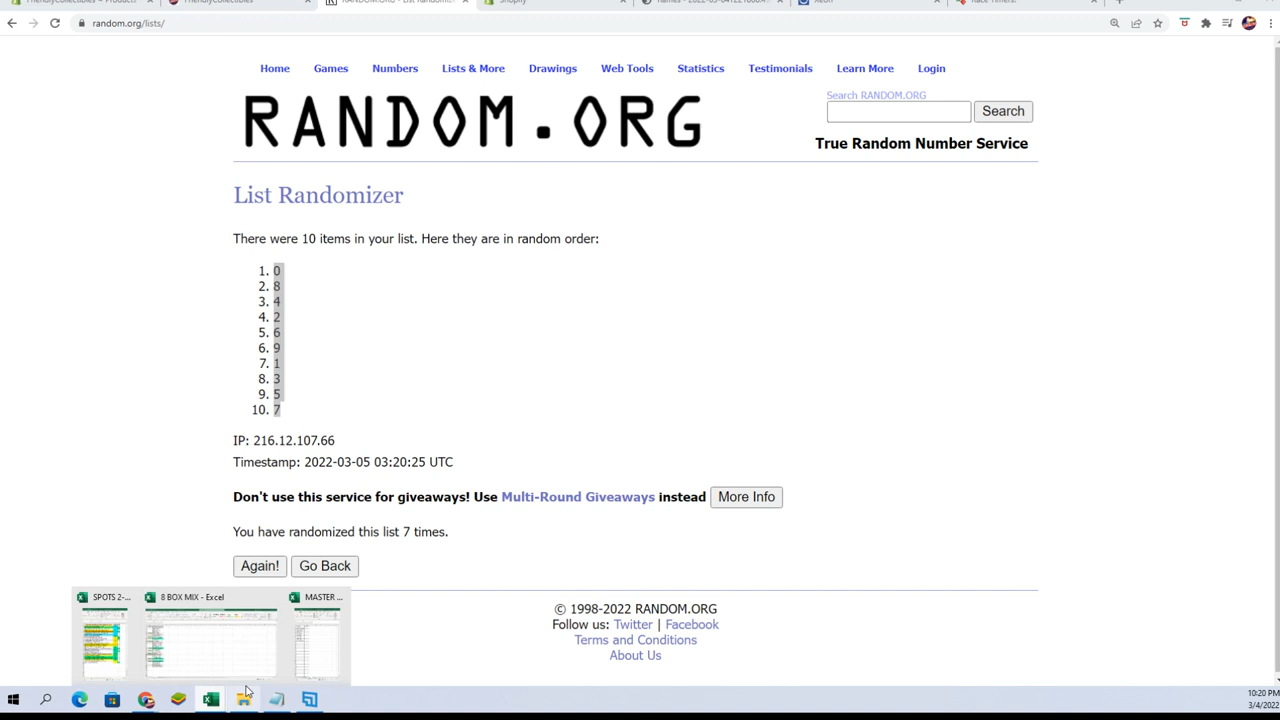 FriendlyCollectibles
Shopify
random.org/lists/
Home Games Numbers Lists & More Drawings Web Tools Statistics Testimonials Learn More Login
RANDOM.ORG
Search RANDOM.ORG
Search
True Random Number Service
List Randomizer
There were 10 items in your list. Here they are in random order:
1. 0
2. 8
3. 4
4. 2
5. 6
6. 9
7. 1
8. 3
9. 5
10. 7
IP: 216.12.107.66
Timestamp: 2022-03-05 03:20:25 UTC
Don't use this service for giveaways! Use Multi-Round Giveaways instead More Info
You have randomized this list 7 times.
Again! Go Back
SPOTS 2-... 8 BOX MIX - Excel MASTER ...
© 1998-2022 RANDOM.ORG
Follow us: Twitter | Facebook
Terms and Conditions
About Us
10:20 PM
3/4/2022